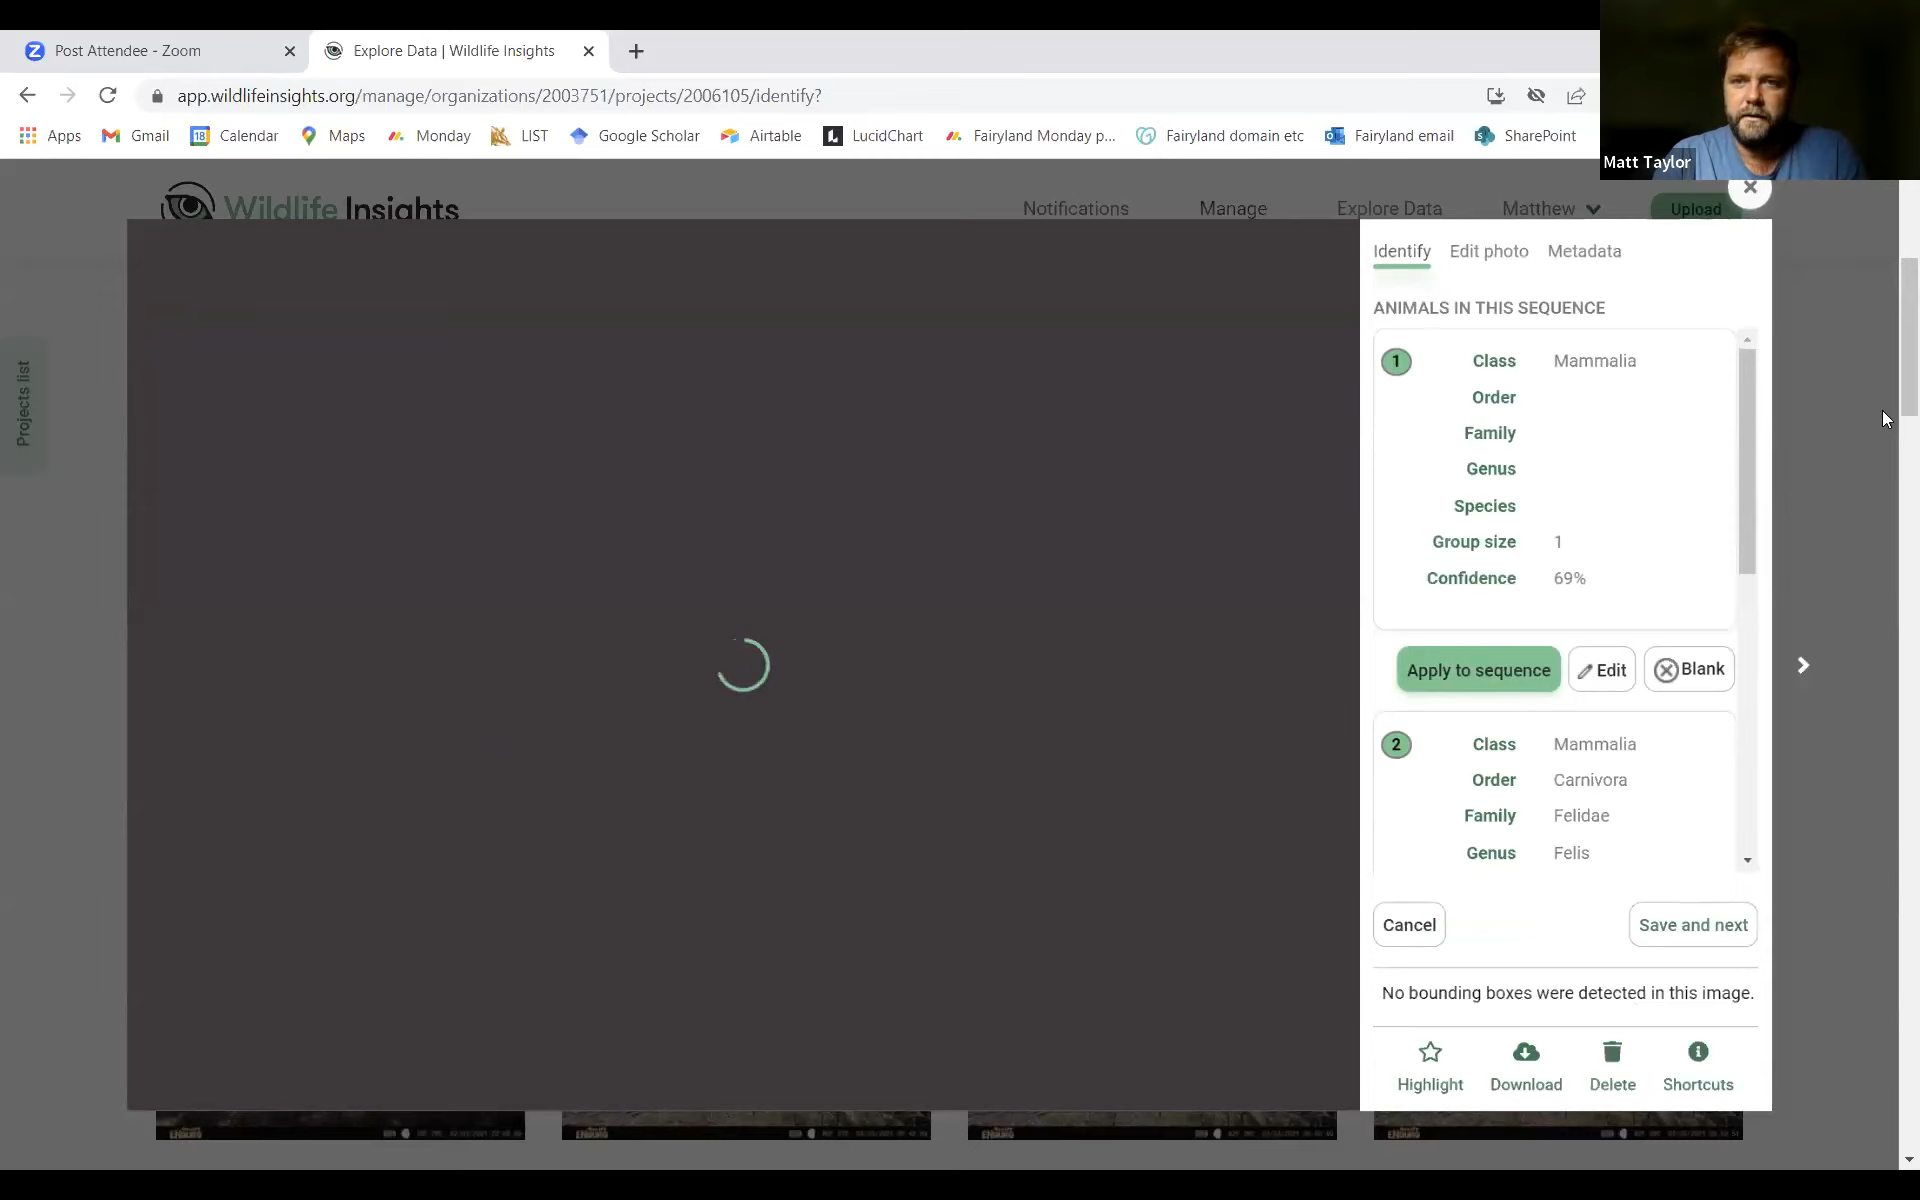 Post Attendee - Zoom
Explore Data | Wildlife Insights
app.wildlifeinsights.org/manage/organizations/2003751/projects/2006105/identify?
Apps
Gmail
18
Calendar
Maps
Monday
LIST
Google Scholar
Airtable
LucidChart
Fairyland Monday p...
Fairyland domain etc
Fairyland email
SharePoint
Matt Taylor
Wildlife Insights
Notifications
Manage
Explore Data
Matthew
Upload
Projects list
Identify
Edit photo
Metadata
ANIMALS IN THIS SEQUENCE
1
Class Mammalia
Order
Family
Genus
Species
Group size 1
Confidence 69%
Apply to sequence
Edit
Blank
2
Class Mammalia
Order Carnivora
Family Felidae
Genus Felis
Cancel
Save and next
No bounding boxes were detected in this image.
Highlight
Download
Delete
Shortcuts
ENDURO
ENDURO
ENDURO
ENDURO